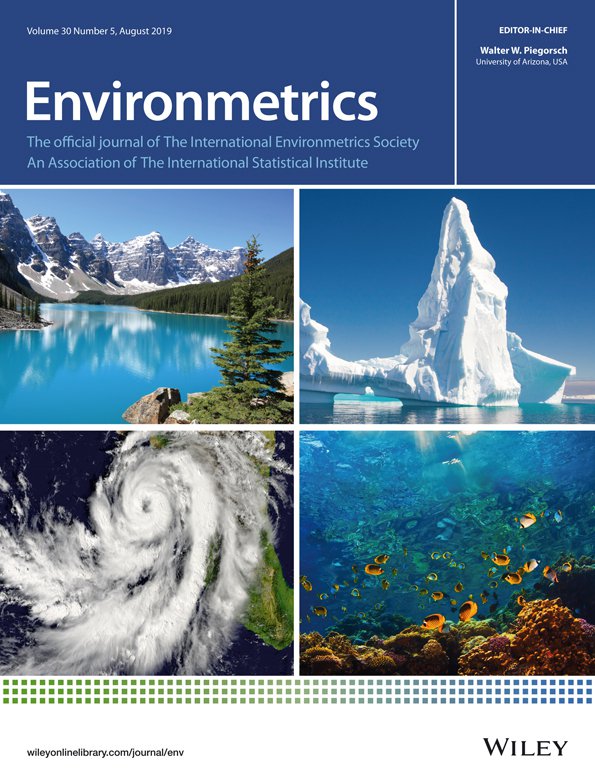 Volume 30 Number 5, August 2019
EDITOR-IN-CHIEF
Walter W. Piegorsch
University of Arizona, USA
Environmetrics
The official journal of The International Environmetrics Society
An Association of The International Statistical Institute
wileyonlinelibrary.com/journal/env
WILEY